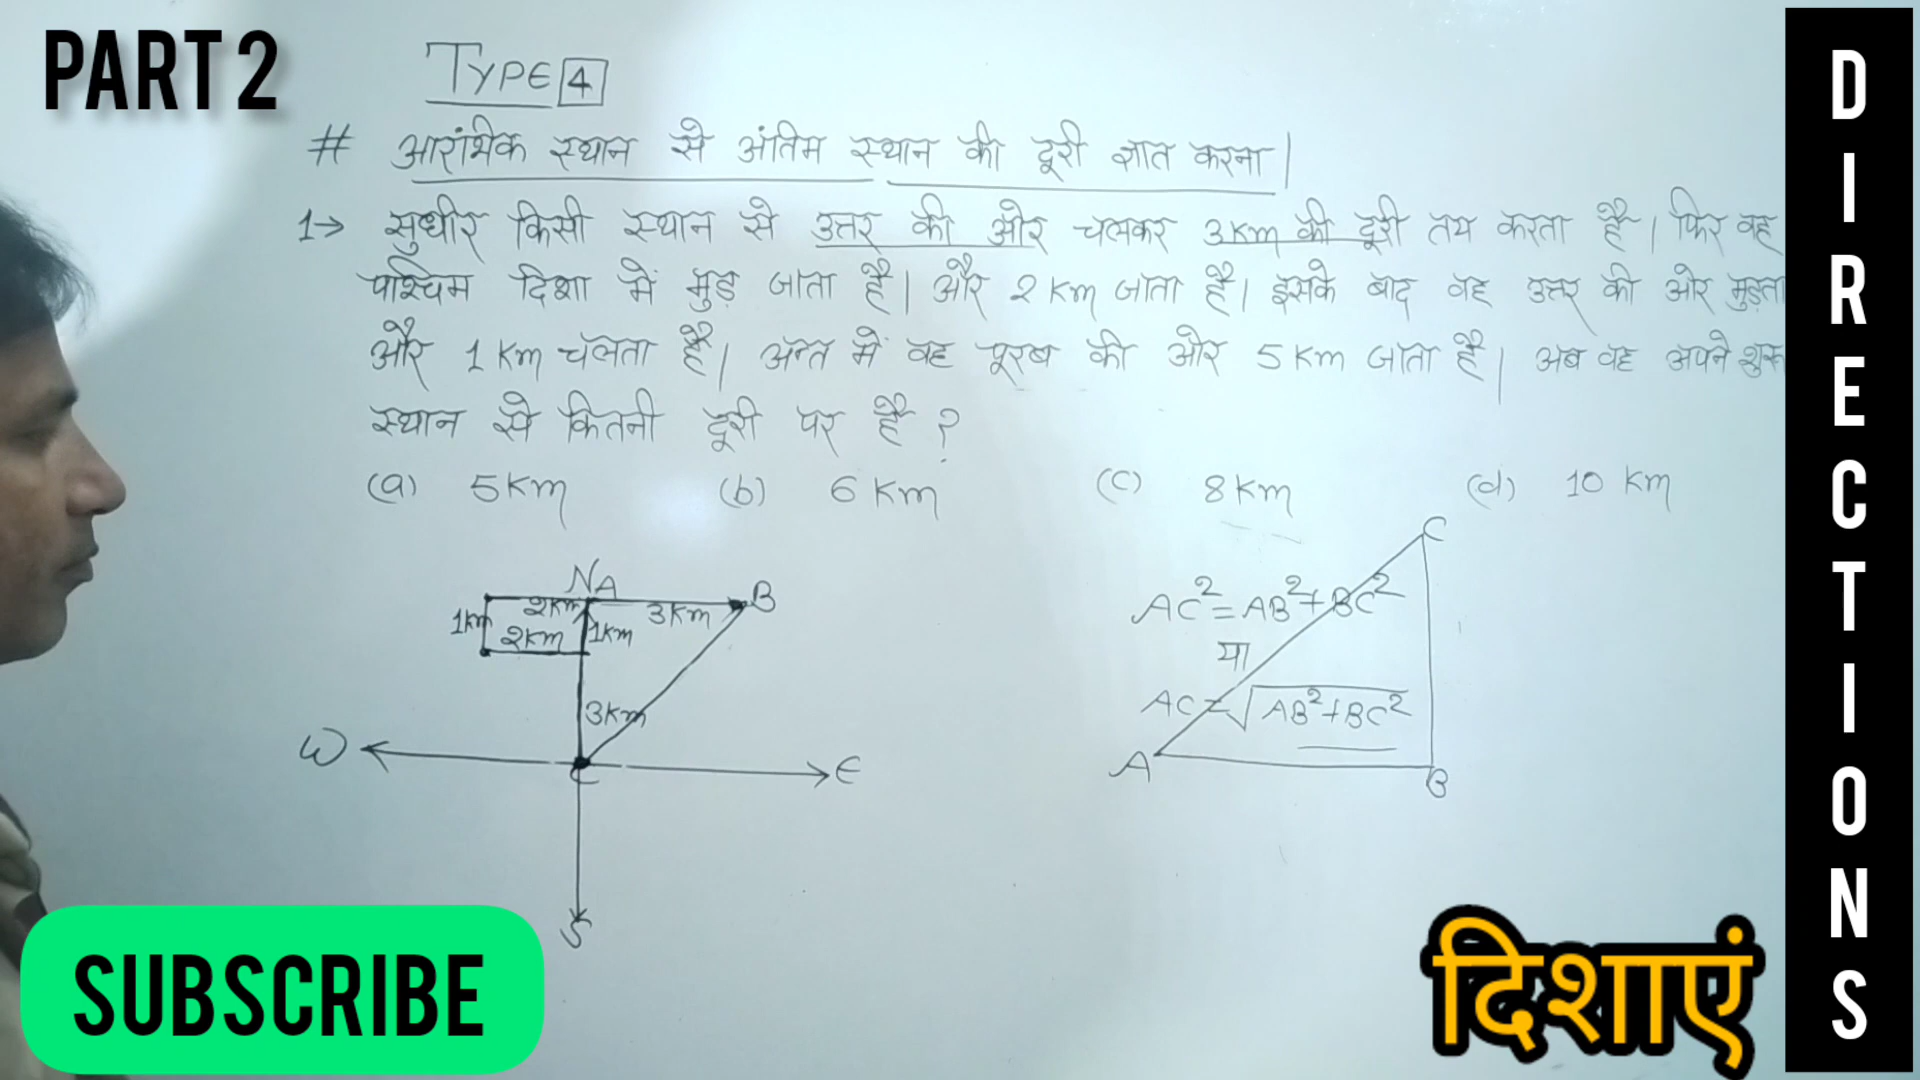 PART 2
TYPE 4
# आरंभिक स्थान से अंतिम स्थान की दूरी ज्ञात करना|
1→ सुधीर किसी स्थान से उत्तर की ओर चलकर 3Km की दूरी तय करता है| फिर वह
पश्चिम दिशा में मुड़ जाता है| और 2 Km जाता है| इसके बाद वह उत्तर की ओर मुड़ता
और 1 Km चलता है| अन्त में वह पूरब की ओर 5 Km जाता है| अब वह अपने शुरू
स्थान से कितनी दूरी पर है ?
(a) 5Km (b) 6 Km (c) 8 Km (d) 10 Km
N A B
2Km 3Km
1Km 2Km 1Km
3Km
W C E
S
C
AC²=AB²+BC²
या
AC=√AB²+BC²
A B
SUBSCRIBE
दिशाएं
DIRECTIONS